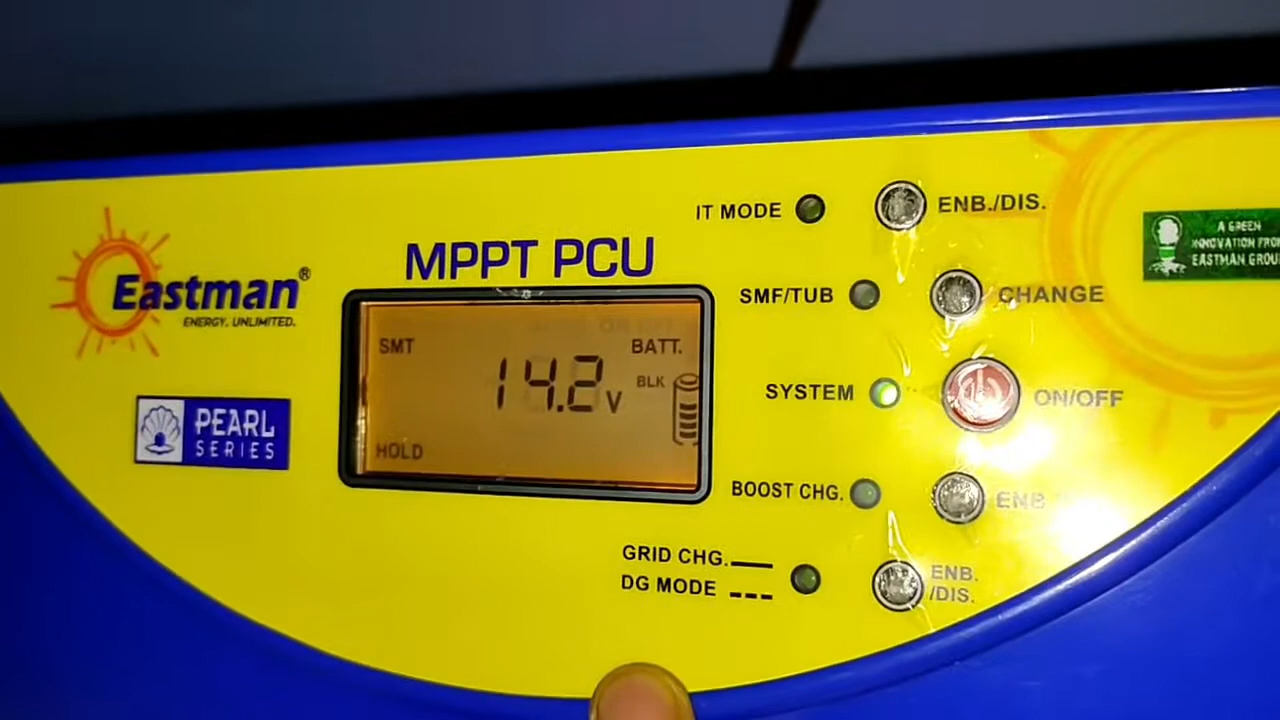 IT MODE
ENB./DIS.
A GREEN
INNOVATION FROM
EASTMAN GROUP
MPPT PCU
Eastman®
ENERGY. UNLIMITED.
SMF/TUB
CHANGE
SMT
BATT.
14.2 V
BLK
HOLD
SYSTEM
ON/OFF
PEARL
SERIES
BOOST CHG.
ENB
GRID CHG.
DG MODE
ENB.
/DIS.